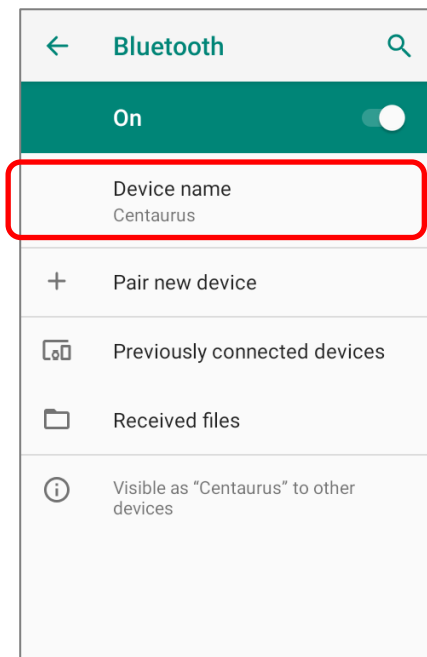 Bluetooth
On
Device name
Centaurus
Pair new device
Previously connected devices
Received files
Visible as “Centaurus” to other
devices